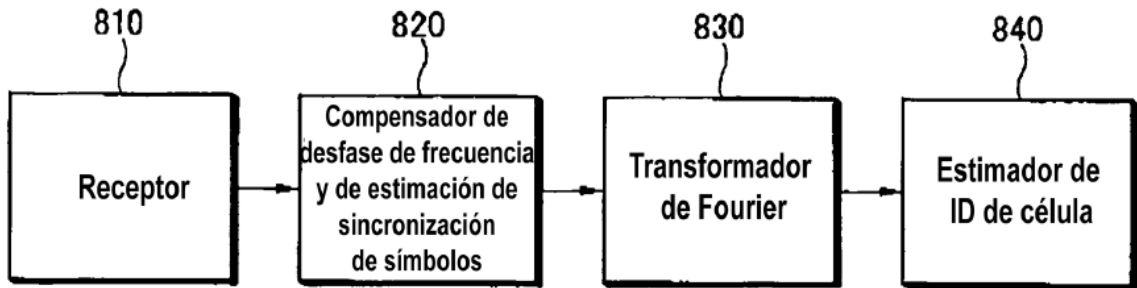 810
820
830
840
Receptor
Compensador de
desfase de frecuencia
y de estimación de
sincronización
de símbolos
Transformador
de Fourier
Estimador de
ID de célula